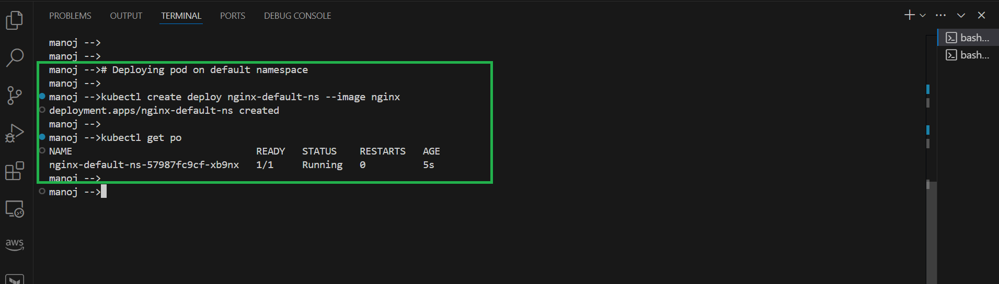 PROBLEMS OUTPUT TERMINAL PORTS DEBUG CONSOLE
manoj -->
manoj -->
manoj --># Deploying pod on default namespace
manoj -->
manoj -->kubectl create deploy nginx-default-ns --image nginx
deployment.apps/nginx-default-ns created
manoj -->
manoj -->kubectl get po
NAME READY STATUS RESTARTS AGE
nginx-default-ns-57987fc9cf-xb9nx 1/1 Running 0 5s
manoj -->
manoj -->
bash...
bash...
aws